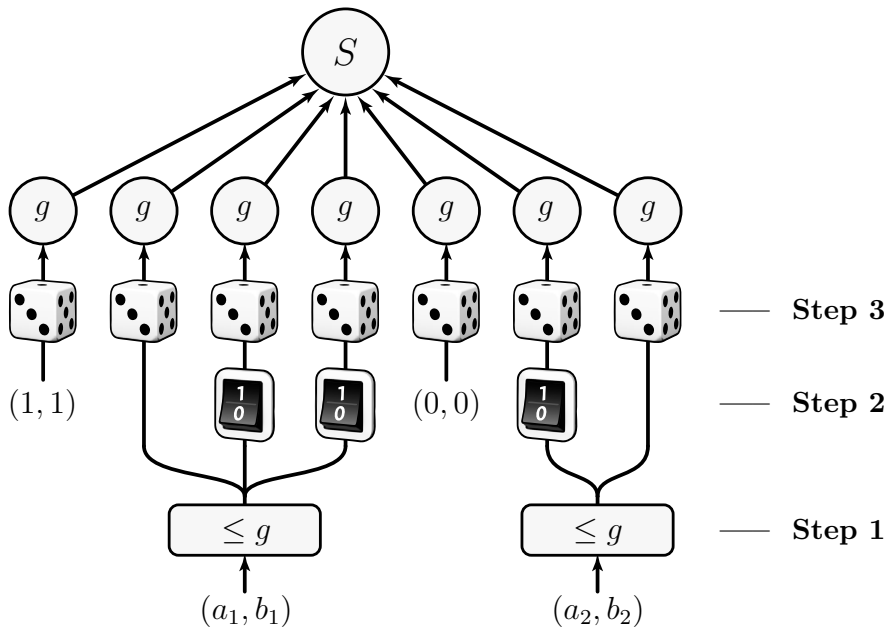 S
g g g g g g g
Step 3
(1, 1) 1 0 1 0 (0, 0) 1 0 Step 2
≤ g ≤ g Step 1
(a₁, b₁) (a₂, b₂)